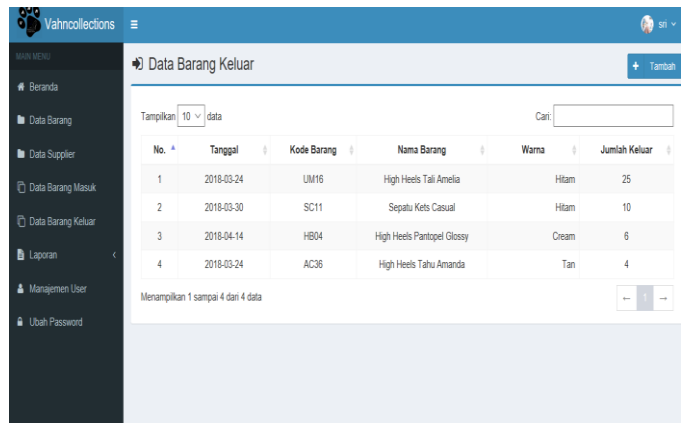 Vahncollections
sri
MAIN MENU
Beranda
Data Barang
Data Supplier
Data Barang Masuk
Data Barang Keluar
Laporan
Manajemen User
Ubah Password
Data Barang Keluar
+ Tambah
Tampilkan 10 data
Cari:
No. Tanggal Kode Barang Nama Barang Warna Jumlah Keluar
1 2018-03-24 UM16 High Heels Tali Amelia Hitam 25
2 2018-03-30 SC11 Sepatu Kets Casual Hitam 10
3 2018-04-14 HB04 High Heels Pantopel Glossy Cream 6
4 2018-03-24 AC36 High Heels Tahu Amanda Tan 4
Menampilkan 1 sampai 4 dari 4 data
← 1 →